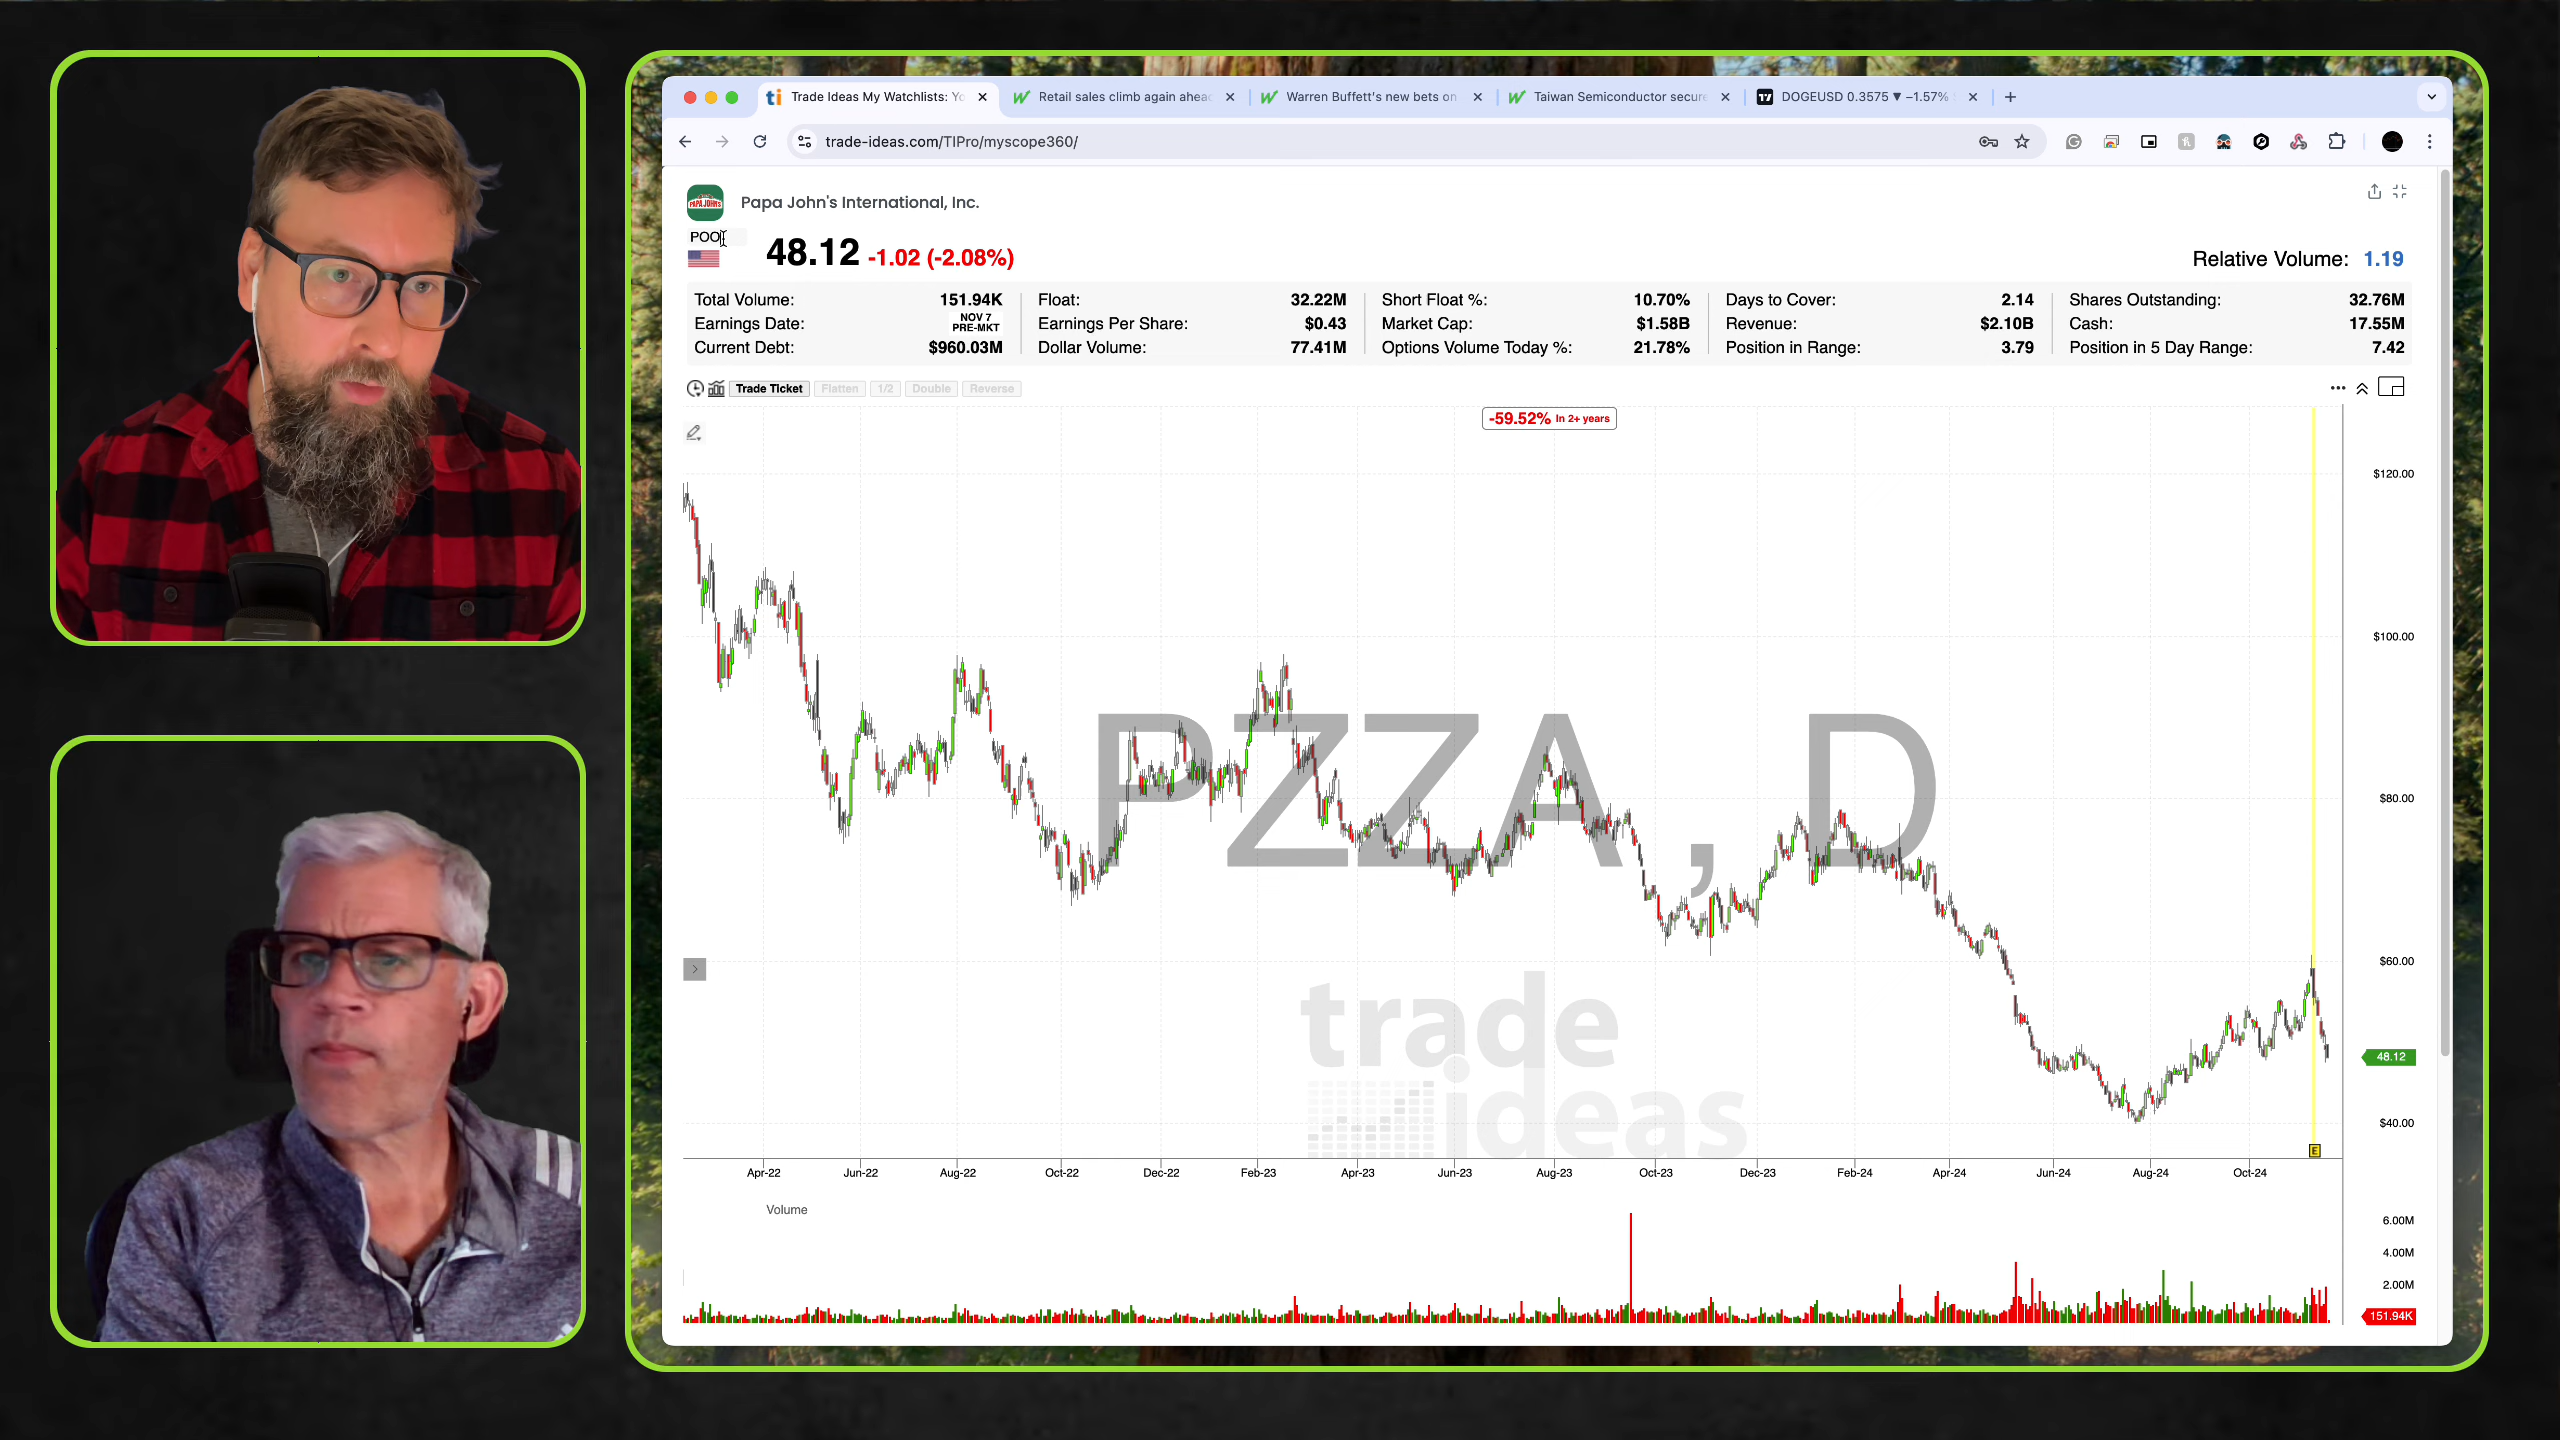 Trade Ideas My Watchlists: Yo
Retail sales climb again ahea
Warren Buffett's new bets on
Taiwan Semiconductor secure
DOGEUSD 0.3575 ▼ −1.57%
trade-ideas.com/TIPro/myscope360/
PAPA JOHNS
Papa John's International, Inc.
POO
48.12 -1.02 (-2.08%)
Relative Volume: 1.19
Total Volume: 151.94K Float: 32.22M Short Float %: 10.70% Days to Cover: 2.14 Shares Outstanding: 32.76M
Earnings Date: NOV 7 PRE-MKT Earnings Per Share: $0.43 Market Cap: $1.58B Revenue: $2.10B Cash: 17.55M
Current Debt: $960.03M Dollar Volume: 77.41M Options Volume Today %: 21.78% Position in Range: 3.79 Position in 5 Day Range: 7.42
Trade Ticket Flatten 1/2 Double Reverse
-59.52% In 2+ years
$120.00
$100.00
PZZA , D
$80.00
$60.00
trade
ideas
48.12
$40.00
E
Apr-22 Jun-22 Aug-22 Oct-22 Dec-22 Feb-23 Apr-23 Jun-23 Aug-23 Oct-23 Dec-23 Feb-24 Apr-24 Jun-24 Aug-24 Oct-24
Volume
6.00M
4.00M
2.00M
151.94K